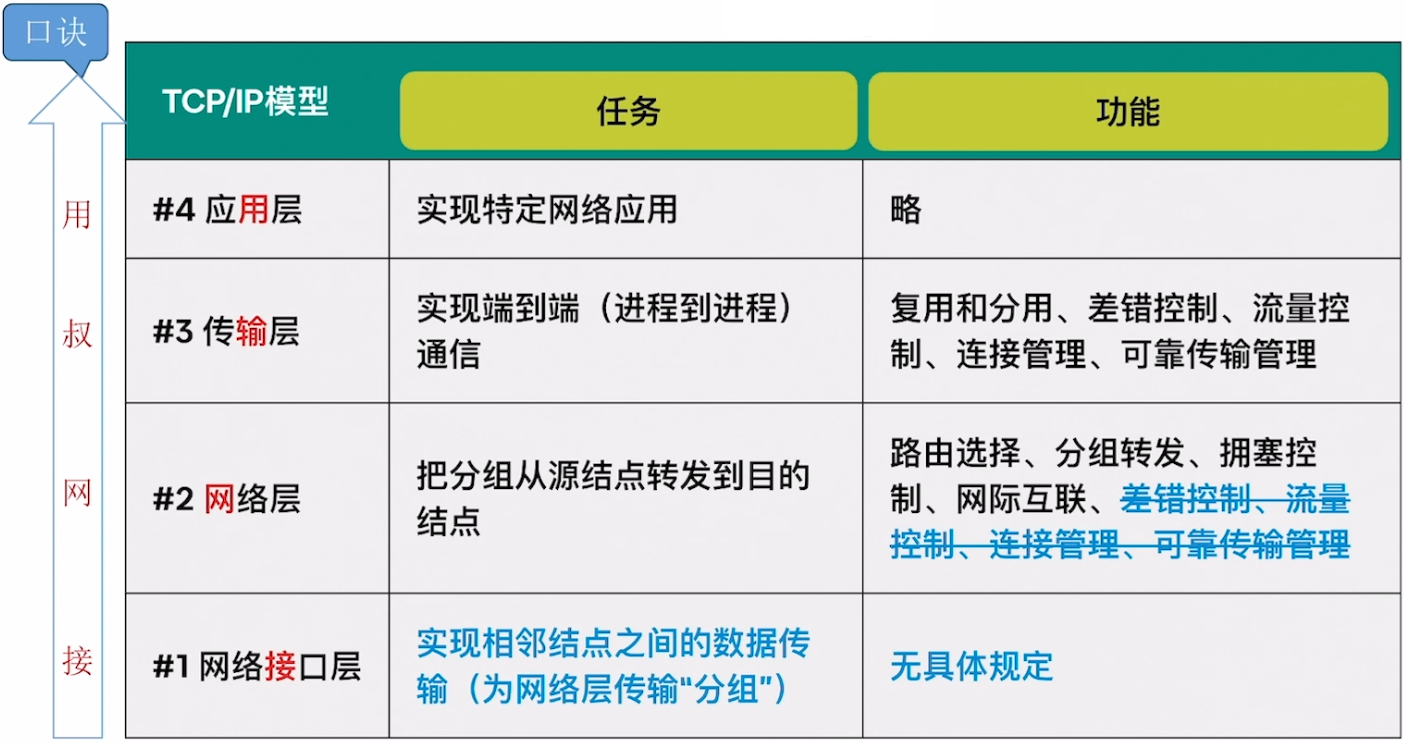 口诀
TCP/IP模型
任务
功能
用
#4 应用层
实现特定网络应用
略
叔
#3 传输层
实现端到端（进程到进程）
通信
复用和分用、差错控制、流量控
制、连接管理、可靠传输管理
网
#2 网络层
把分组从源结点转发到目的
结点
路由选择、分组转发、拥塞控
制、网际互联、差错控制、流量
控制、连接管理、可靠传输管理
接
#1 网络接口层
实现相邻结点之间的数据传
输（为网络层传输“分组”）
无具体规定